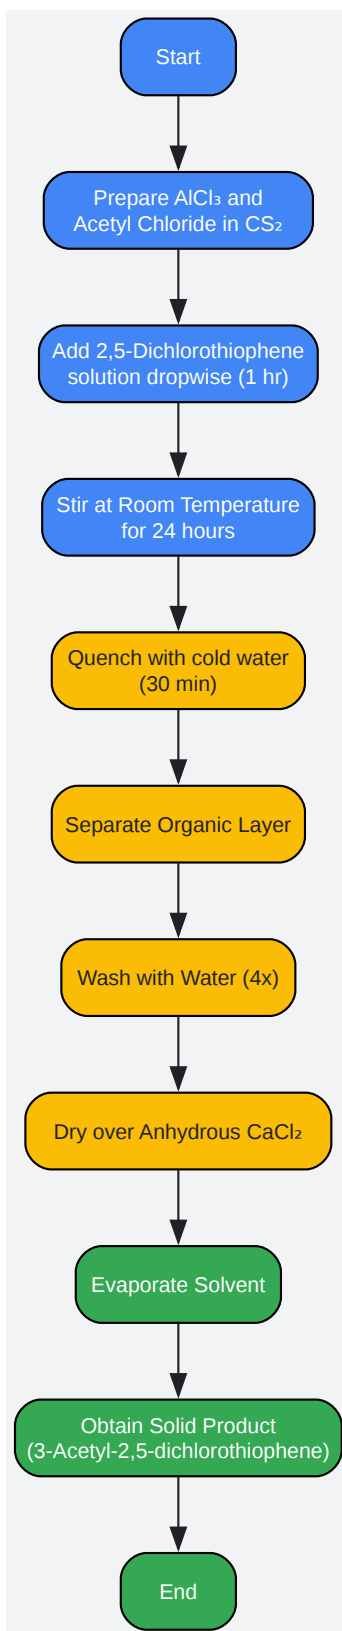 Start
Prepare AlCl₃ and
Acetyl Chloride in CS₂
Add 2,5-Dichlorothiophene
solution dropwise (1 hr)
Stir at Room Temperature
for 24 hours
Quench with cold water
(30 min)
Separate Organic Layer
Wash with Water (4x)
Dry over Anhydrous CaCl₂
Evaporate Solvent
Obtain Solid Product
(3-Acetyl-2,5-dichlorothiophene)
End